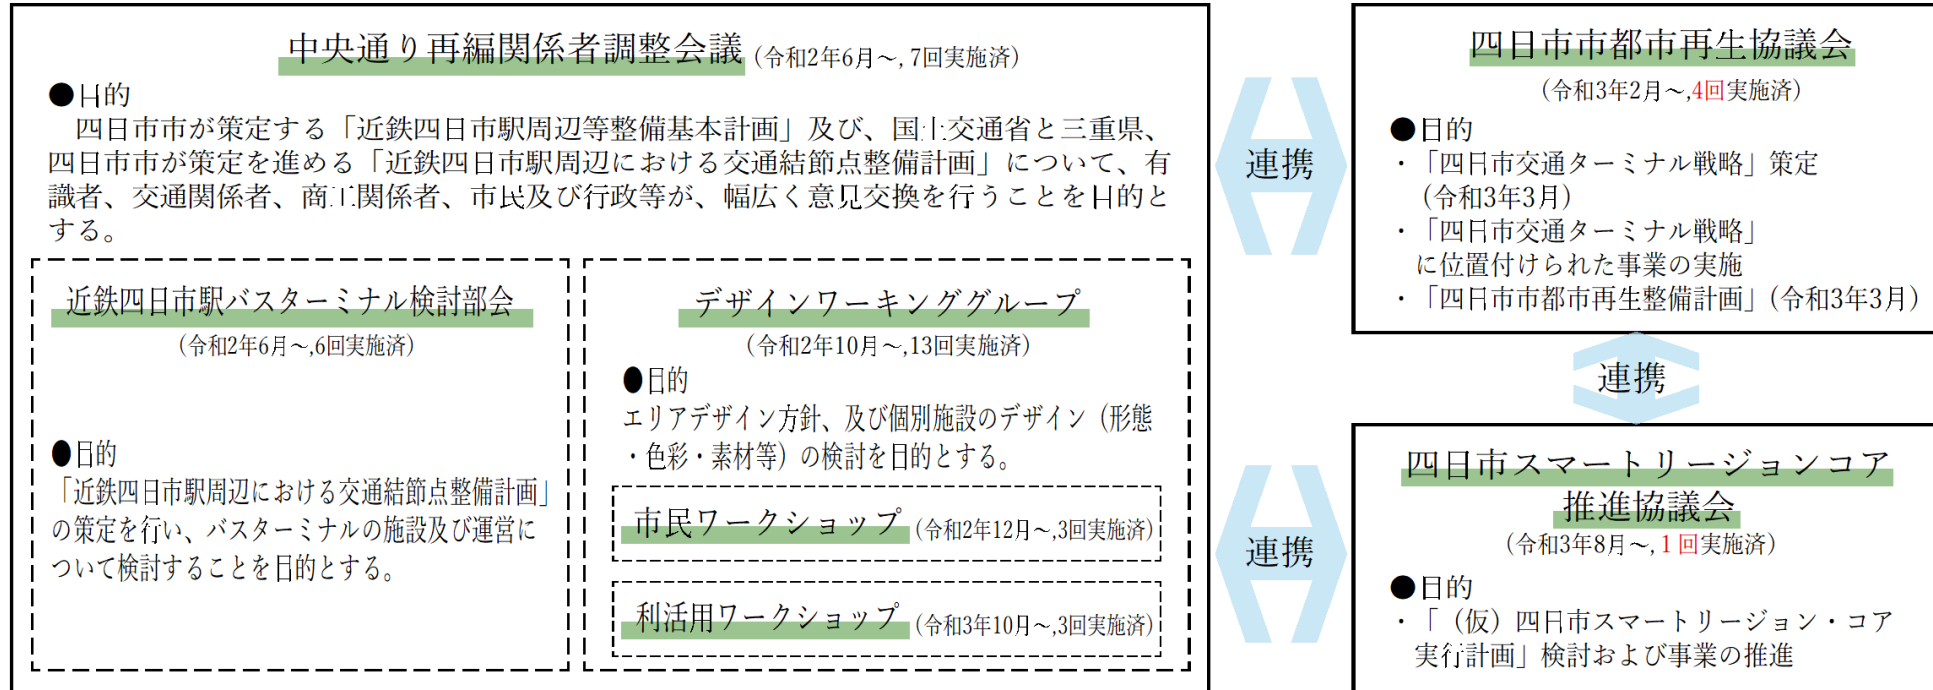 中央通り再編関係者調整会議 (令和2年6月～, 7回実施済)
●目的
四日市市が策定する「近鉄四日市駅周辺等整備基本計画」及び、国土交通省と三重県、
四日市市が策定を進める「近鉄四日市駅周辺における交通結節点整備計画」について、有
識者、交通関係者、商工関係者、市民及び行政等が、幅広く意見交換を行うことを目的と
する。
近鉄四日市駅バスターミナル検討部会
(令和2年6月～,6回実施済)
●目的
「近鉄四日市駅周辺における交通結節点整備計画」
の策定を行い、バスターミナルの施設及び運営に
ついて検討することを目的とする。
デザインワーキンググループ
(令和2年10月～,13回実施済)
●目的
エリアデザイン方針、及び個別施設のデザイン（形態
・色彩・素材等）の検討を目的とする。
市民ワークショップ (令和2年12月～,3回実施済)
利活用ワークショップ (令和3年10月～,3回実施済)
連携
連携
四日市市都市再生協議会
(令和3年2月～,4回実施済)
●目的
・「四日市交通ターミナル戦略」策定
(令和3年3月)
・「四日市交通ターミナル戦略」
に位置付けられた事業の実施
・「四日市市都市再生整備計画」(令和3年3月)
連携
四日市スマートリージョンコア
推進協議会
(令和3年8月～,１回実施済)
●目的
・「（仮）四日市スマートリージョン・コア
実行計画」検討および事業の推進